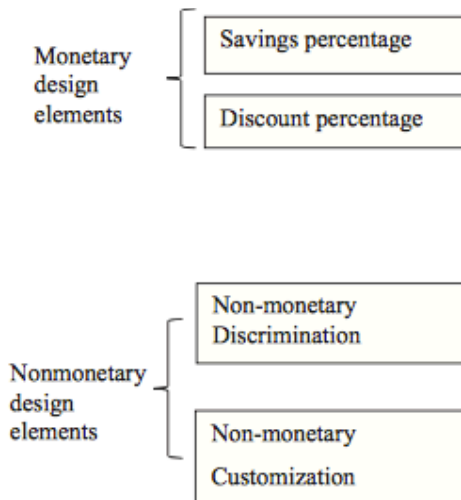 Monetary
design
elements
Savings percentage
Discount percentage
Nonmonetary
design
elements
Non-monetary
Discrimination
Non-monetary
Customization